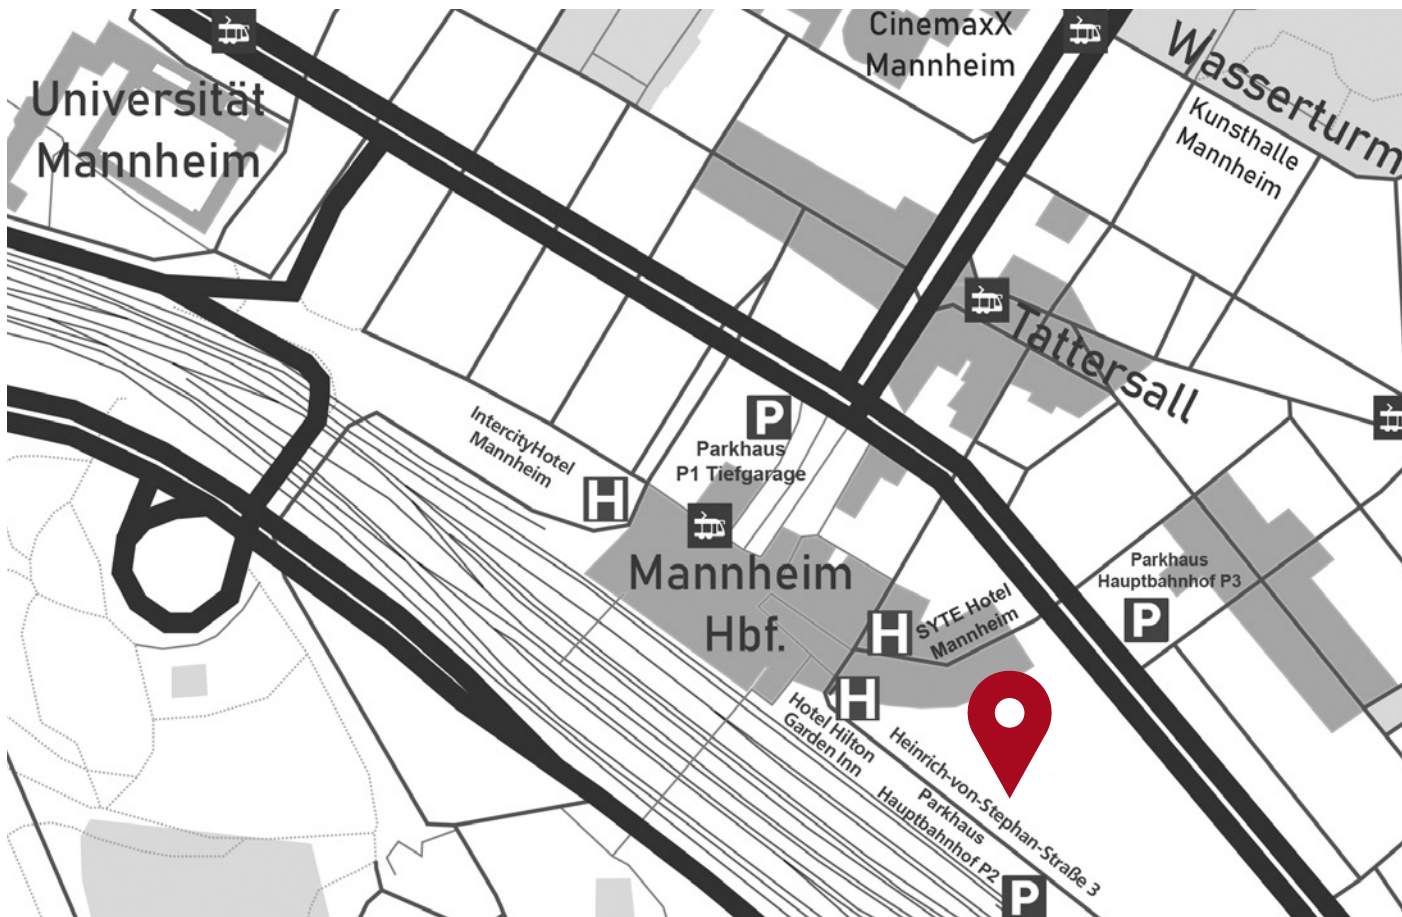 CinemaxX
Mannheim
Wasserturm
Kunsthalle
Mannheim
Universität
Mannheim
Tattersall
IntercityHotel
Mannheim
H
P
Parkhaus
P1 Tiefgarage
Mannheim
Hbf.
Parkhaus
Hauptbahnhof P3
P
H
SYTE Hotel
Mannheim
H
Hotel Hilton
Garden Inn
Heinrich-von-Stephan-Straße 3
Parkhaus
Hauptbahnhof P2
P